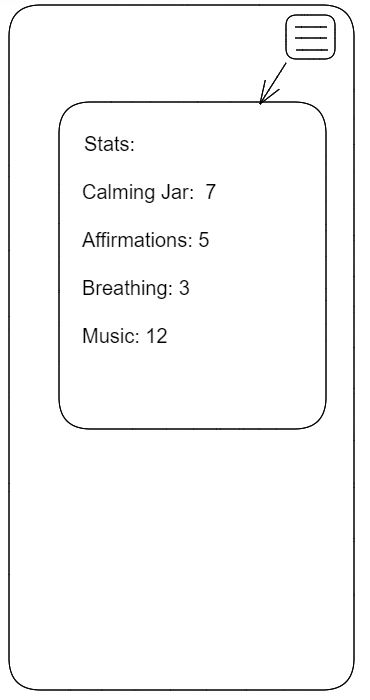 Stats:
Calming Jar:  7
Affirmations: 5
Breathing: 3
Music: 12